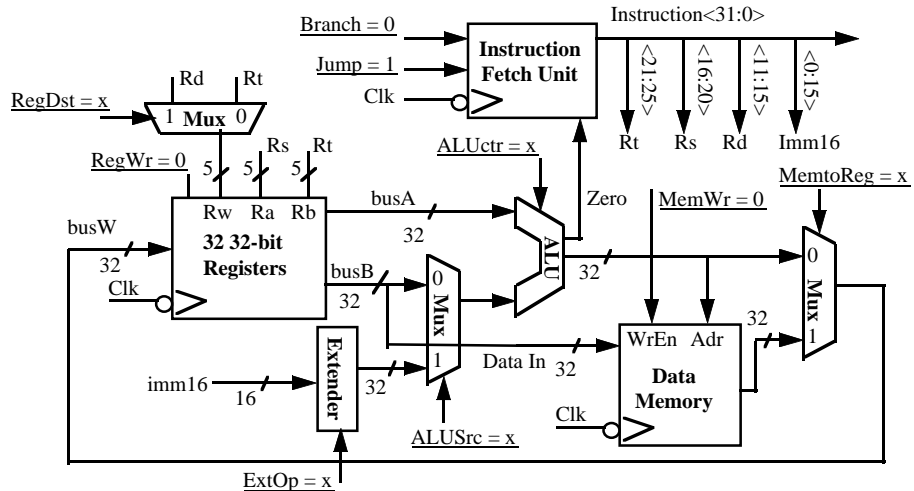 Branch = 0
Instruction<31:0>
Instruction
Fetch Unit
Jump = 1
Clk
<21:25>
<16:20>
<11:15>
<0:15>
Rt
Rs
Rd
Imm16
Rd
Rt
RegDst = x
1 Mux 0
RegWr = 0
5
5
Rs
5
Rt
ALUctr = x
Zero
MemWr = 0
MemtoReg = x
Rw
Ra
Rb
busA
32
busW
32
32 32-bit
Registers
Clk
busB
32
ALU
32
0
Mux
1
0
Mux
1
WrEn
Adr
32
Data In
32
Data
Memory
Clk
imm16
16
Extender
32
ALUSrc = x
ExtOp = x